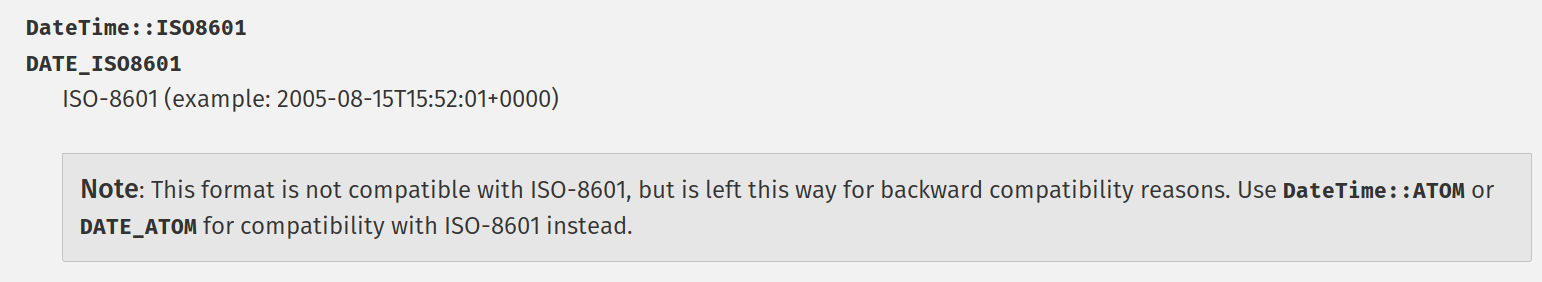 DateTime::ISO8601
DATE_ISO8601
ISO-8601 (example: 2005-08-15T15:52:01+0000)
Note: This format is not compatible with ISO-8601, but is left this way for backward compatibility reasons. Use DateTime::ATOM or
DATE_ATOM for compatibility with ISO-8601 instead.